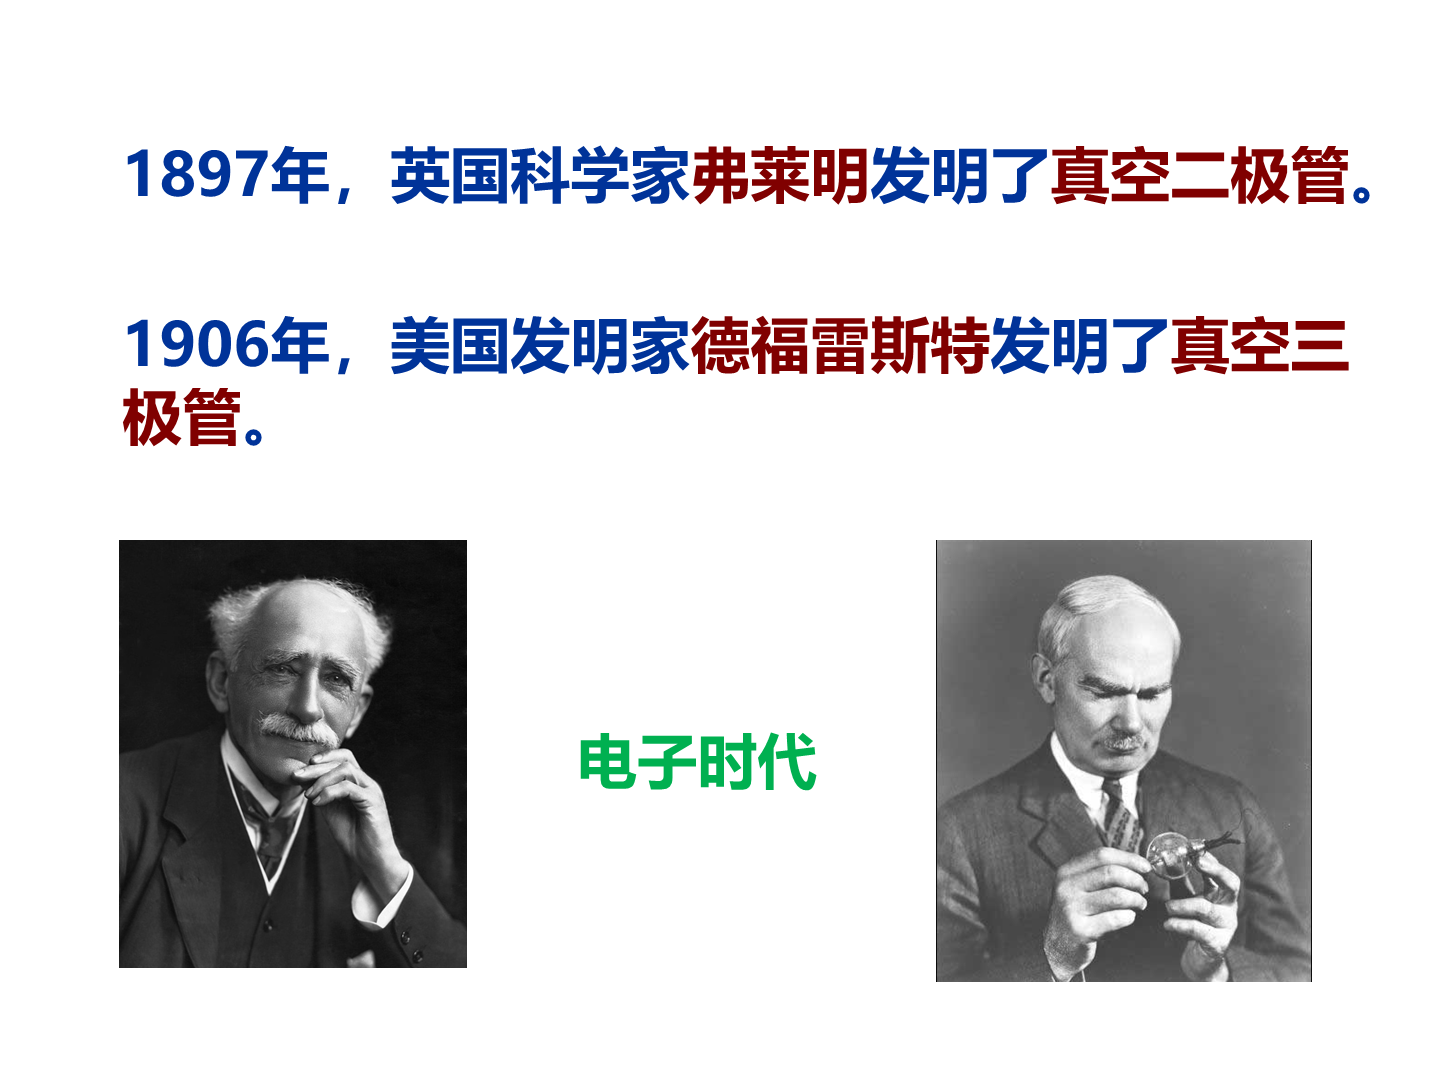 1897年，英国科学家弗莱明发明了真空二极管。
1906年，美国发明家德福雷斯特发明了真空三
极管。
电子时代